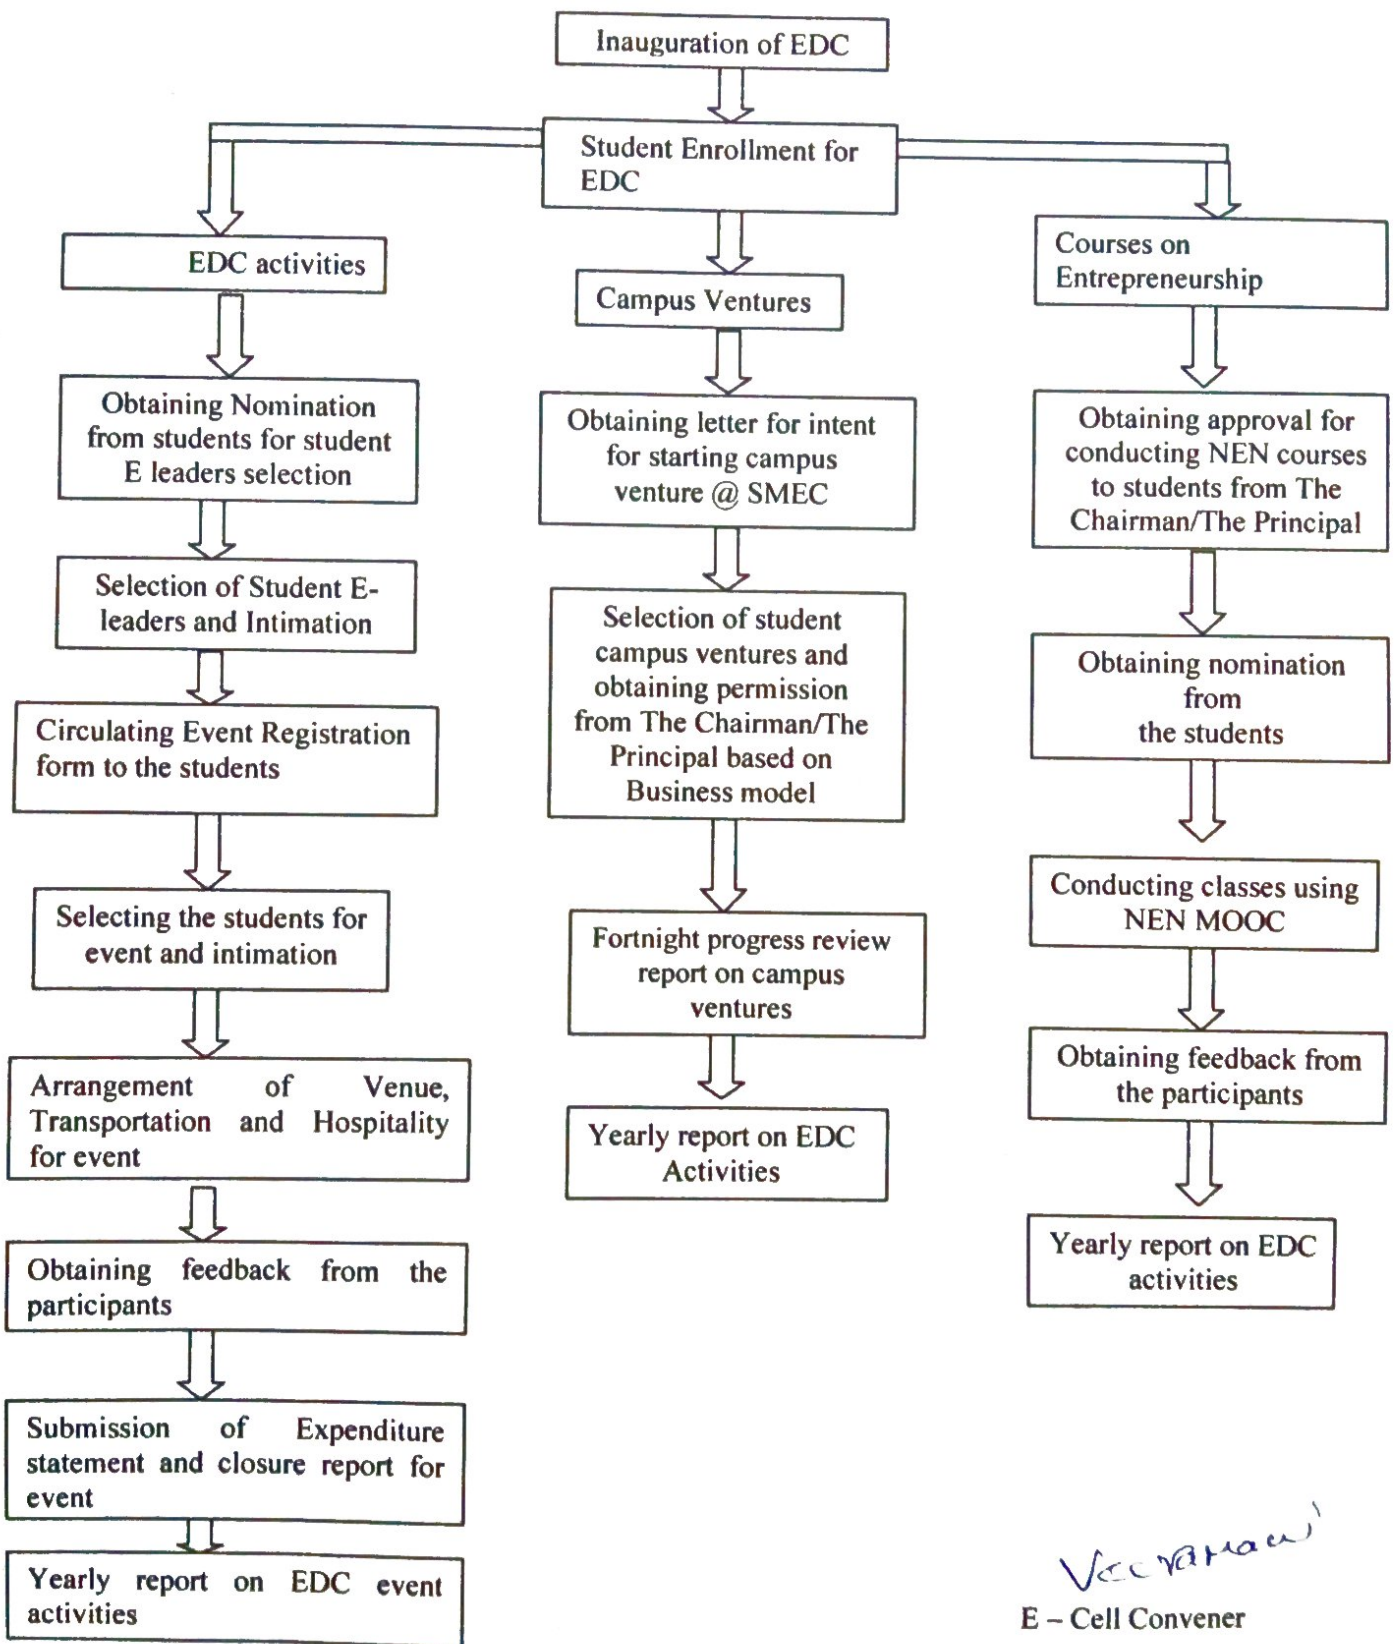 Inauguration of EDC
Student Enrollment for
EDC
EDC activities
Obtaining Nomination
from students for student
E leaders selection
Selection of Student E-
leaders and Intimation
Circulating Event Registration
form to the students
Selecting the students for
event and intimation
Arrangement of Venue,
Transportation and Hospitality
for event
Obtaining feedback from the
participants
Submission of Expenditure
statement and closure report for
event
Yearly report on EDC event
activities
Campus Ventures
Obtaining letter for intent
for starting campus
venture @ SMEC
Selection of student
campus ventures and
obtaining permission
from The Chairman/The
Principal based on
Business model
Fortnight progress review
report on campus
ventures
Yearly report on EDC
Activities
Courses on
Entrepreneurship
Obtaining approval for
conducting NEN courses
to students from The
Chairman/The Principal
Obtaining nomination
from
the students
Conducting classes using
NEN MOOC
Obtaining feedback from
the participants
Yearly report on EDC
activities
E – Cell Convener